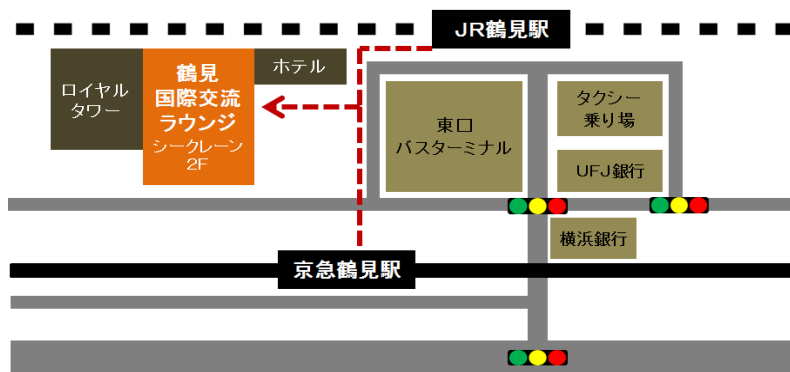 JR鶴見駅
ロイヤル
タワー
鶴見
国際交流
ラウンジ
シークレーン
2F
ホテル
東口
バスターミナル
タクシー
乗り場
UFJ銀行
横浜銀行
京急鶴見駅